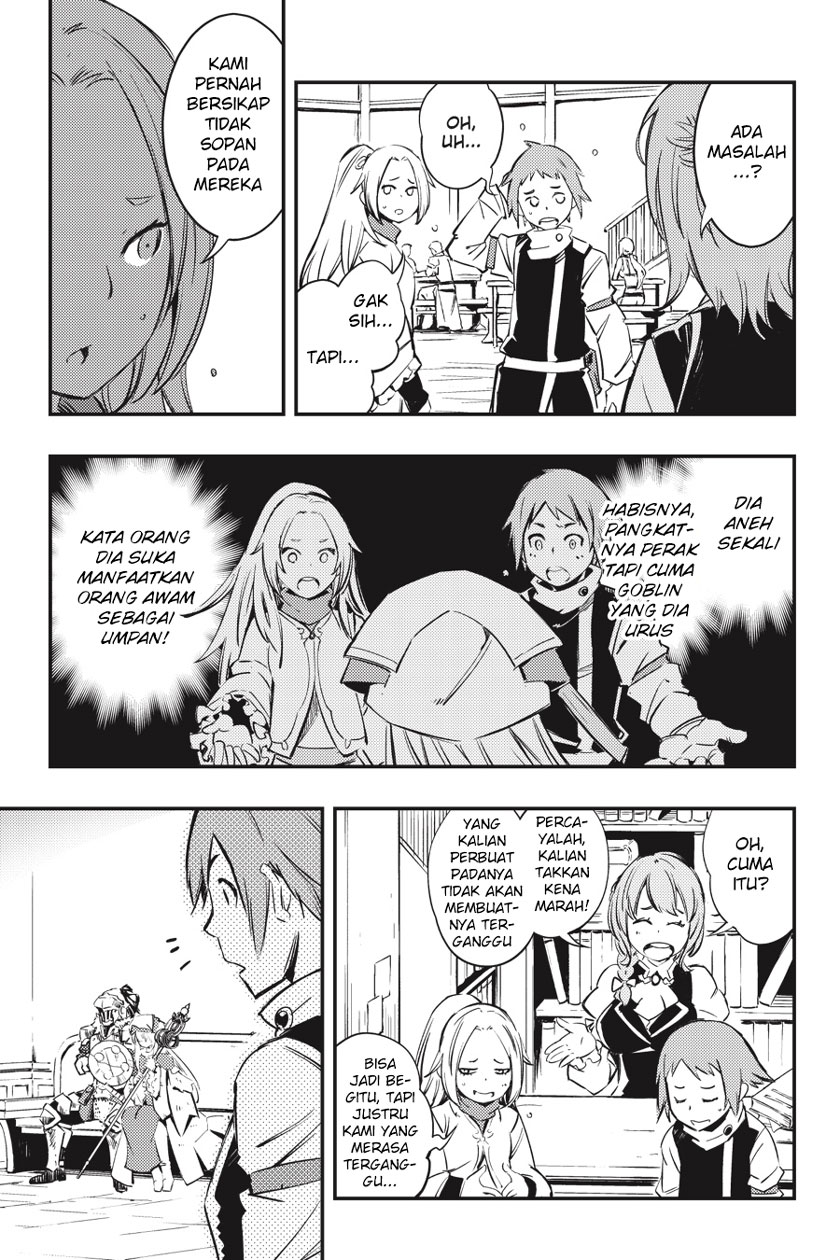 ADA
MASALAH
...?
OH,
UH...
GAK
SIH...
TAPI...
KAMI
PERNAH
BERSIKAP
TIDAK
SOPAN
PADA
MEREKA
DIA
ANEH
SEKALI
HABISNYA,
PANGKAT-
NYA PERAK
TAPI CUMA
GOBLIN
YANG DIA
URUS
KATA ORANG
DIA SUKA
MANFAATKAN
ORANG AWAM
SEBAGAI
UMPAN!
OH,
CUMA
ITU?
PERCA-
YALAH,
KALIAN
TAKKAN
KENA
MARAH!
YANG
KALIAN
PERBUAT
PADANYA
TIDAK AKAN
MEMBUAT-
NYA TER-
GANGGU
BISA
JADI BE-
GITU, TAPI
JUSTRU
KAMI YANG
MERASA
TERGANG-
GU...